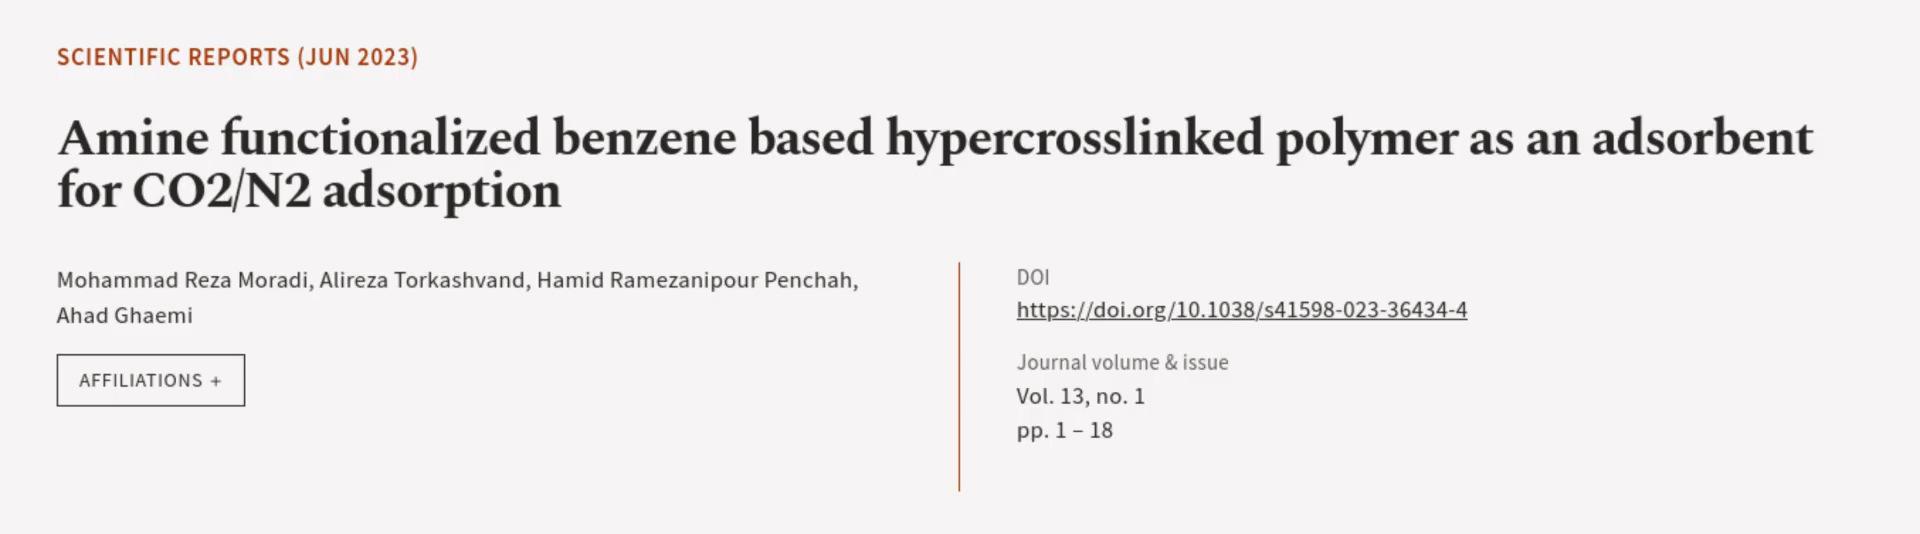 SCIENTIFIC REPORTS (JUN 2023)
Amine functionalized benzene based hypercrosslinked polymer as an adsorbent
for CO2/N2 adsorption
Mohammad Reza Moradi, Alireza Torkashvand, Hamid Ramezanipour Penchah,
Ahad Ghaemi
AFFILIATIONS +
DOI
https://doi.org/10.1038/s41598-023-36434-4
Journal volume & issue
Vol. 13, no. 1
pp. 1 – 18